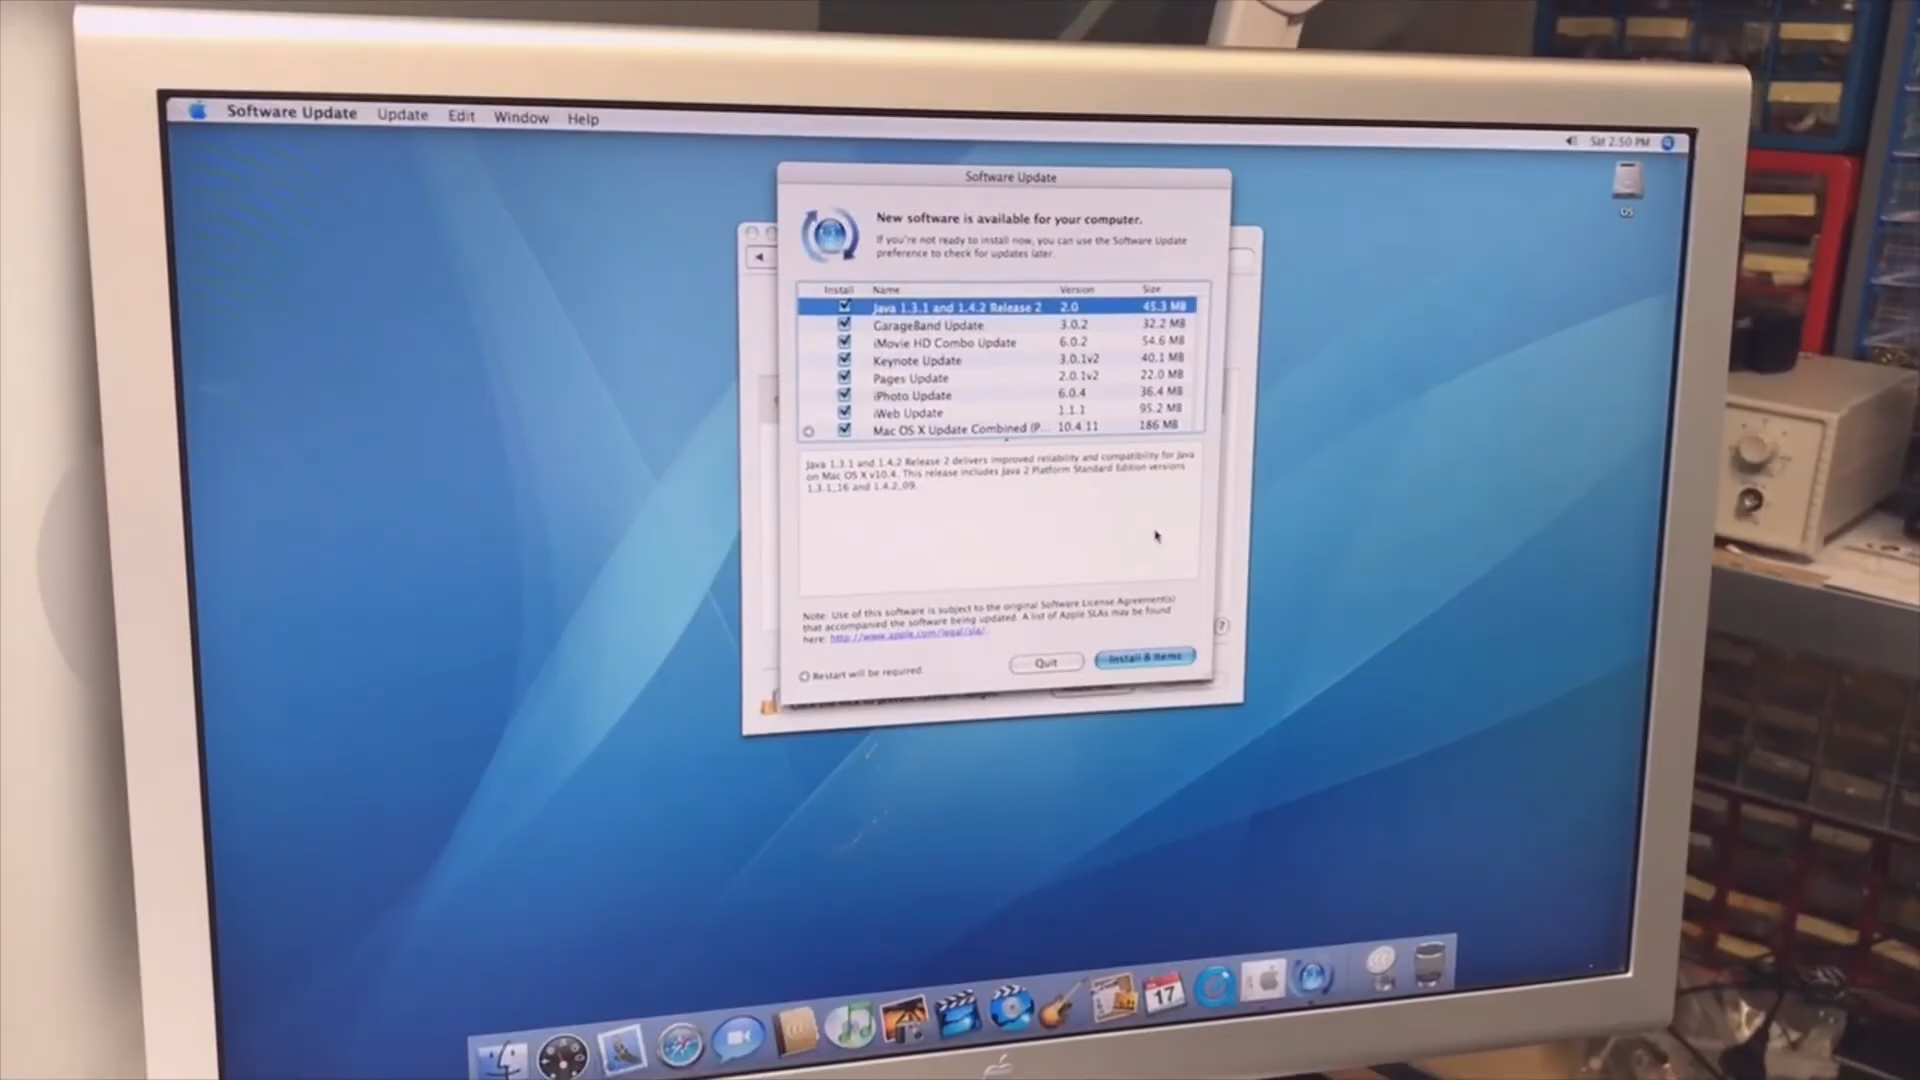 Software Update Update Edit Window Help
Sat 2:50 PM
OS
Software Update
New software is available for your computer.
If you're not ready to install now, you can use the Software Update
preference to check for updates later.
Install Name Version Size
Java 1.3.1 and 1.4.2 Release 2 2.0 45.3 MB
GarageBand Update 3.0.2 32.2 MB
iMovie HD Combo Update 6.0.2 54.6 MB
Keynote Update 3.0.1v2 40.1 MB
Pages Update 2.0.1v2 22.0 MB
iPhoto Update 6.0.4 36.4 MB
iWeb Update 1.1.1 95.2 MB
Mac OS X Update Combined (P... 10.4.11 186 MB
Java 1.3.1 and 1.4.2 Release 2 delivers improved reliability and compatibility for Java
on Mac OS X v10.4. This release includes Java 2 Platform Standard Edition versions
1.3.1_16 and 1.4.2_09.
Note: Use of this software is subject to the original Software License Agreement(s)
that accompanied the software being updated. A list of Apple SLAs may be found
here: http://www.apple.com/legal/sla/.
Restart will be required.
Quit
Install 8 Items
?
17